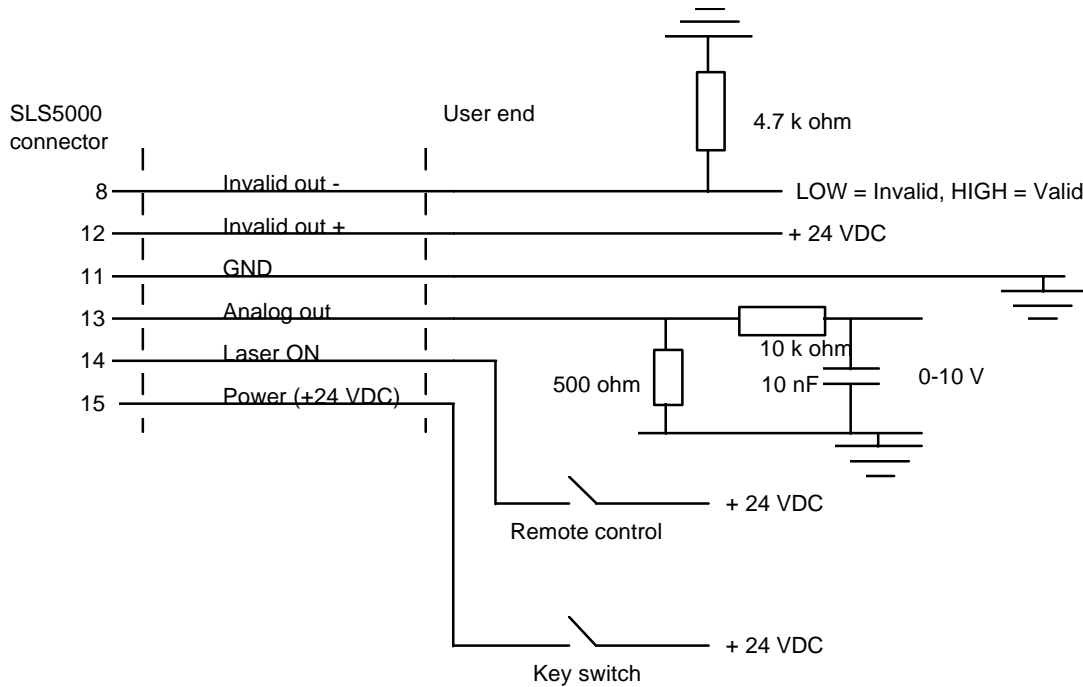 SLS5000
connector
User end
4.7 k ohm
8
Invalid out -
LOW = Invalid, HIGH = Valid
12
Invalid out +
+ 24 VDC
11
GND
13
Analog out
10 k ohm
14
Laser ON
500 ohm
10 nF
0-10 V
15
Power (+24 VDC)
+ 24 VDC
Remote control
+ 24 VDC
Key switch